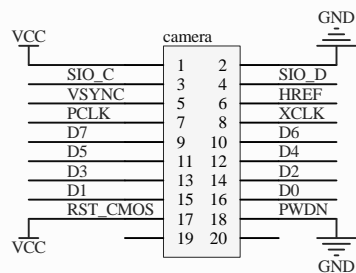 GND
VCC
camera
1 2
SIO_C 3 4 SIO_D
VSYNC 5 6 HREF
PCLK 7 8 XCLK
D7 9 10 D6
D5 11 12 D4
D3 13 14 D2
D1 15 16 D0
RST_CMOS 17 18 PWDN
19 20
VCC
GND